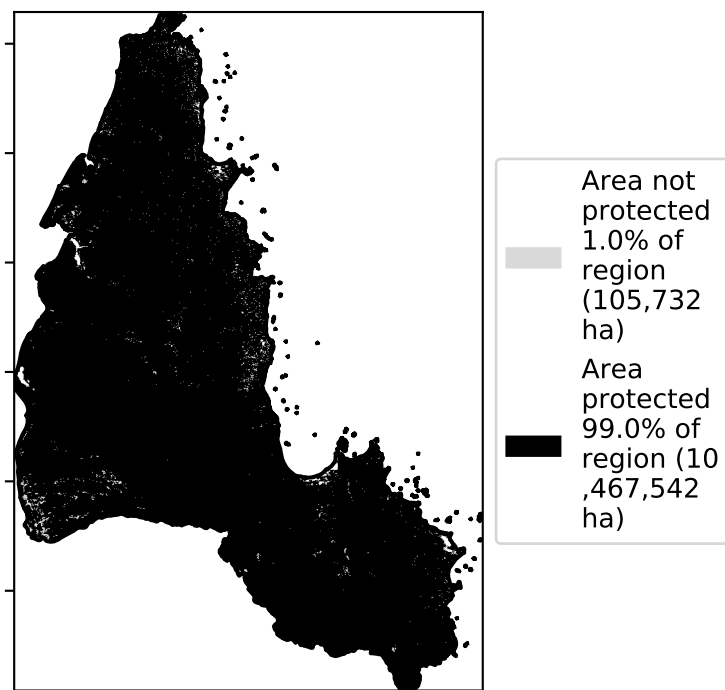 Area not
protected
1.0% of
region
(105,732
ha)
Area
protected
99.0% of
region (10
,467,542
ha)